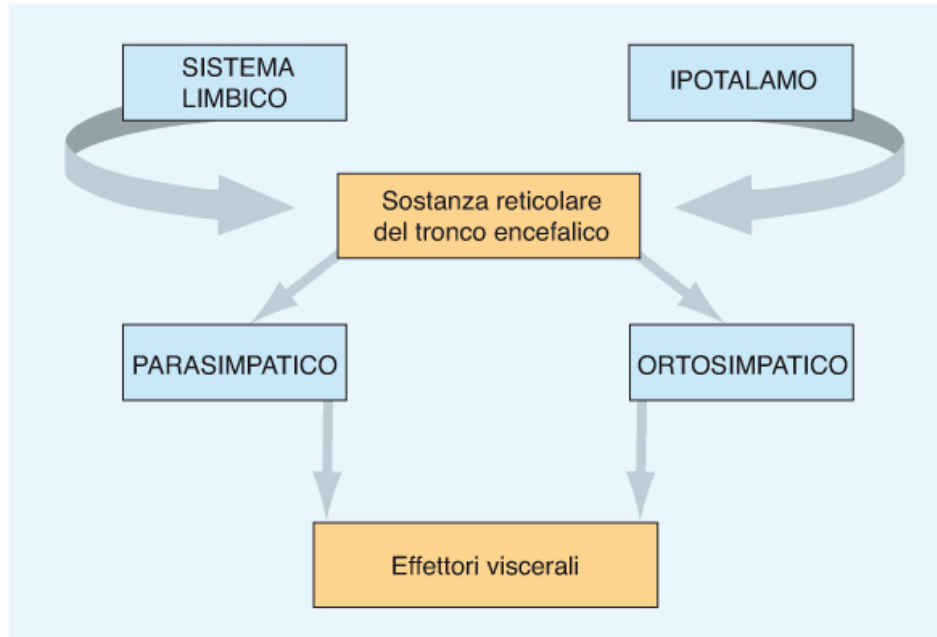 SISTEMA
LIMBICO
IPOTALAMO
Sostanza reticolare
del tronco encefalico
PARASIMPATICO
ORTOSIMPATICO
Effettori viscerali